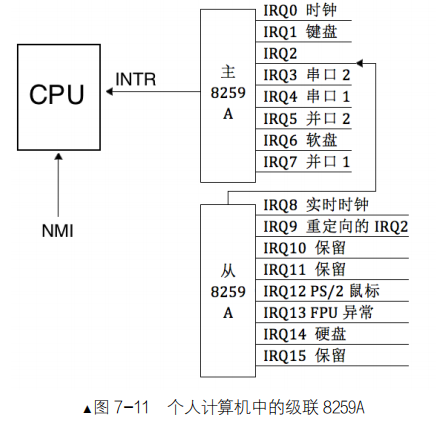 CPU
INTR
NMI
主
8259
A
IRQ0 时钟
IRQ1 键盘
IRQ2
IRQ3 串口 2
IRQ4 串口 1
IRQ5 并口 2
IRQ6 软盘
IRQ7 并口 1
从
8259
A
IRQ8 实时时钟
IRQ9 重定向的 IRQ2
IRQ10 保留
IRQ11 保留
IRQ12 PS/2 鼠标
IRQ13 FPU 异常
IRQ14 硬盘
IRQ15 保留
▲图 7-11 个人计算机中的级联 8259A